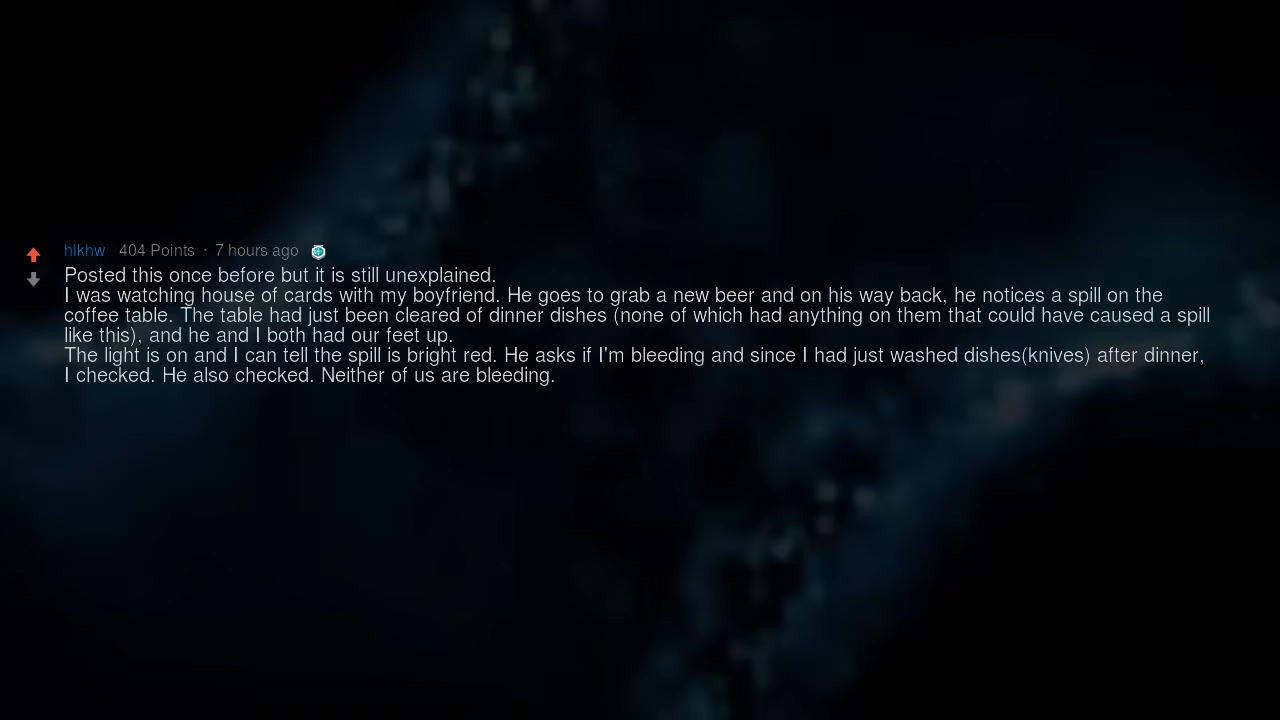 hlkhw 404 Points · 7 hours ago
Posted this once before but it is still unexplained.
I was watching house of cards with my boyfriend. He goes to grab a new beer and on his way back, he notices a spill on the
coffee table. The table had just been cleared of dinner dishes (none of which had anything on them that could have caused a spill
like this), and he and I both had our feet up.
The light is on and I can tell the spill is bright red. He asks if I'm bleeding and since I had just washed dishes(knives) after dinner,
I checked. He also checked. Neither of us are bleeding.